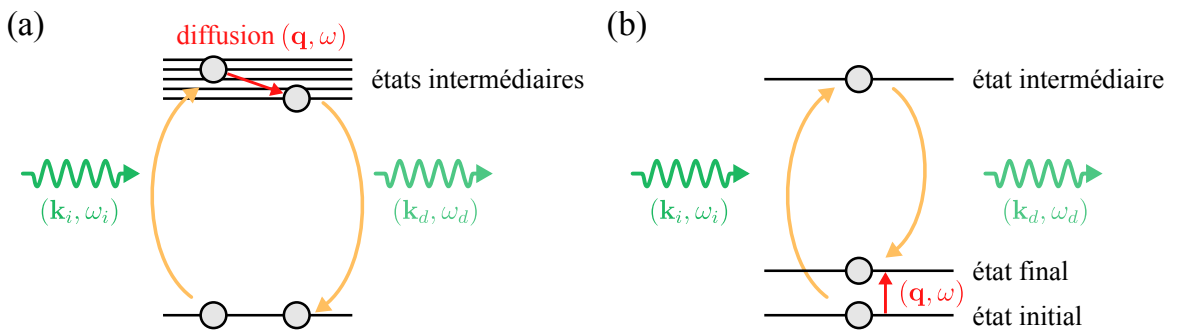 (a)
diffusion (q, ω)
états intermédiaires
(k_i, ω_i)
(k_d, ω_d)
(b)
état intermédiaire
(k_i, ω_i)
(k_d, ω_d)
état final
(q, ω)
état initial